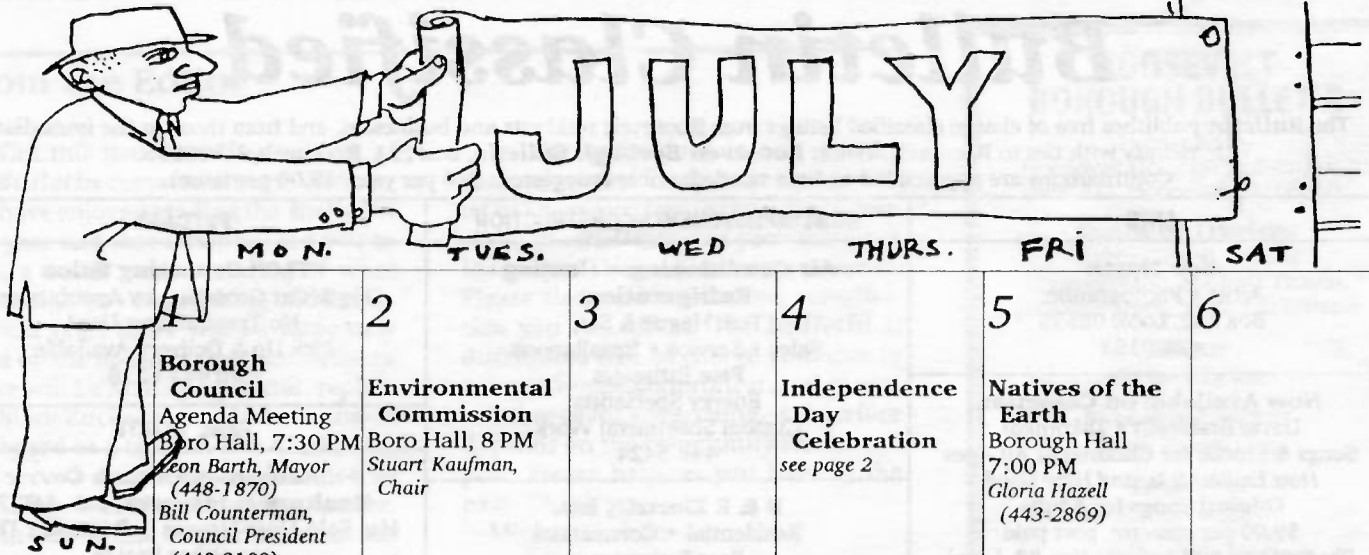 JULY
SUN.
MIN.
TUES.
WED
THURS.
FRI
SAT
1
Borough
Council
Agenda Meeting
Boro Hall, 7:30 PM
Leon Barth, Mayor
(448-1870)
Bill Counterman,
Council President
2
Environmental
Commission
Boro Hall, 8 PM
Stuart Kaufman,
Chair
3
4
Independence
Day
Celebration
see page 2
5
Natives of the
Earth
Borough Hall
7:00 PM
Gloria Hazell
(443-2869)
6